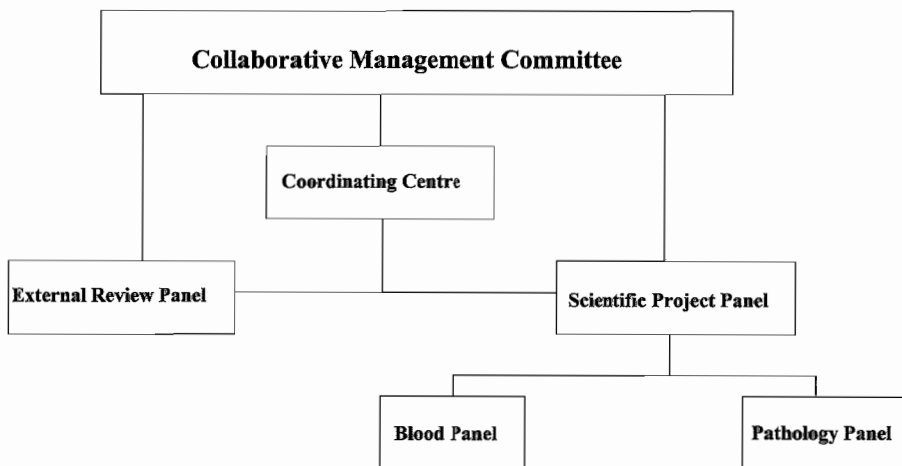 Collaborative Management Committee
Coordinating Centre
External Review Panel
Scientific Project Panel
Blood Panel
Pathology Panel